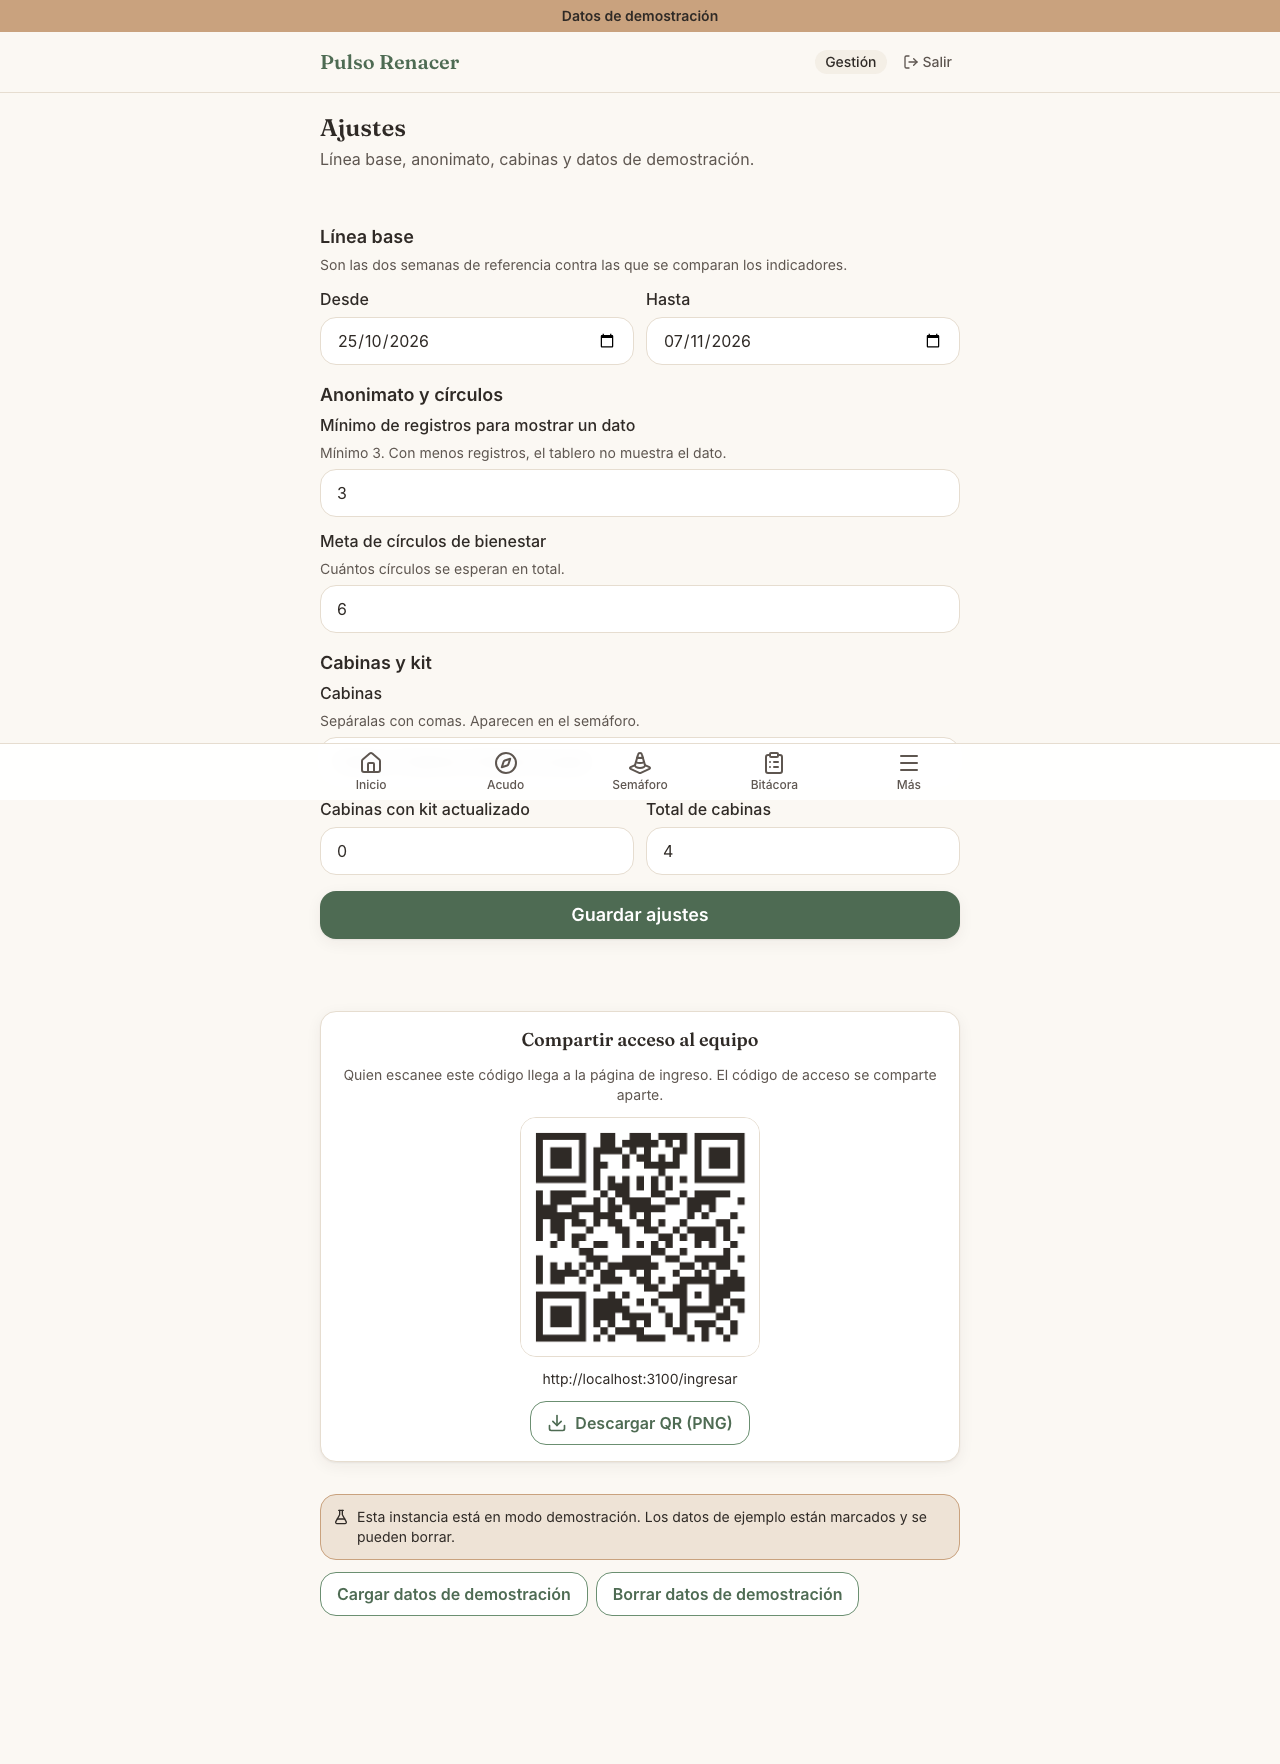 Datos de demostración
Pulso Renacer
Gestión
Salir
Ajustes
Línea base, anonimato, cabinas y datos de demostración.
Línea base
Son las dos semanas de referencia contra las que se comparan los indicadores.
Desde
Hasta
25/10/2026
07/11/2026
Anonimato y círculos
Mínimo de registros para mostrar un dato
Mínimo 3. Con menos registros, el tablero no muestra el dato.
3
Meta de círculos de bienestar
Cuántos círculos se esperan en total.
6
Cabinas y kit
Cabinas
Sepáralas con comas. Aparecen en el semáforo.
Inicio
Acudo
Semáforo
Bitácora
Más
Cabinas con kit actualizado
Total de cabinas
0
4
Guardar ajustes
Compartir acceso al equipo
Quien escanee este código llega a la página de ingreso. El código de acceso se comparte
aparte.
http://localhost:3100/ingresar
Descargar QR (PNG)
Esta instancia está en modo demostración. Los datos de ejemplo están marcados y se
pueden borrar.
Cargar datos de demostración
Borrar datos de demostración